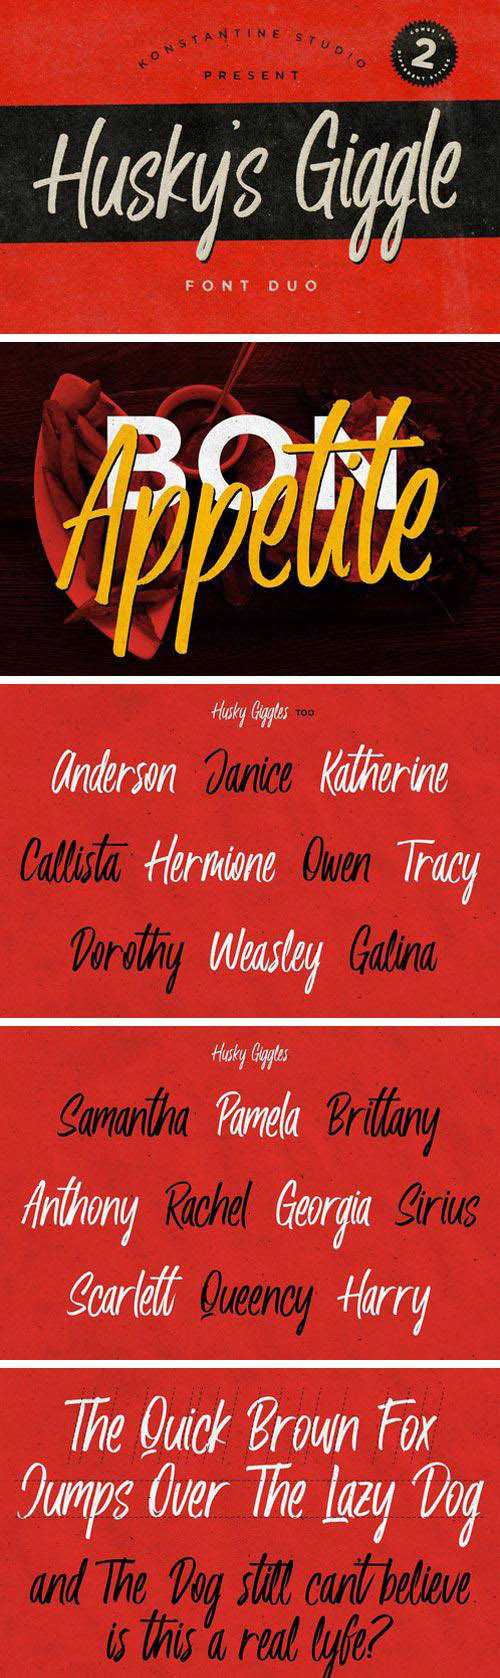 KONSTANTINE STUDIO
PRESENT
COMES IN
2
Husky's Giggle
FONT DUO
BON
Appetite
Husky Giggles TOO
Anderson Janice Katherine
Callista Hermione Owen Tracy
Dorothy Weasley Galina
Husky Giggles
Samantha Pamela Brittany
Anthony Rachel Georgia Sirius
Scarlett Queency Harry
The Quick Brown Fox
Jumps Over The Lazy Dog
and The Dog still cant believe
is this a real lyfe?